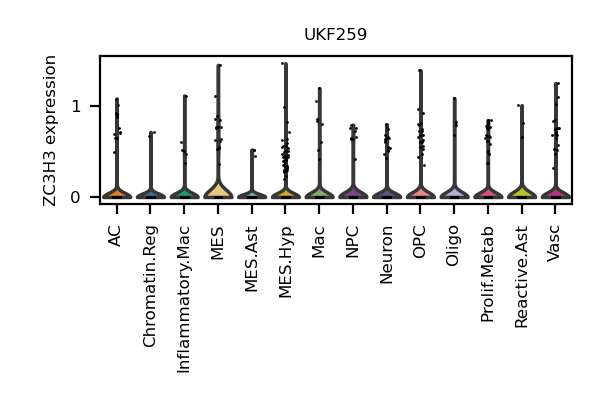 UKF259
ZC3H3 expression
1
0
AC
Chromatin.Reg
Inflammatory.Mac
MES
MES.Ast
MES.Hyp
Mac
NPC
Neuron
OPC
Oligo
Prolif.Metab
Reactive.Ast
Vasc